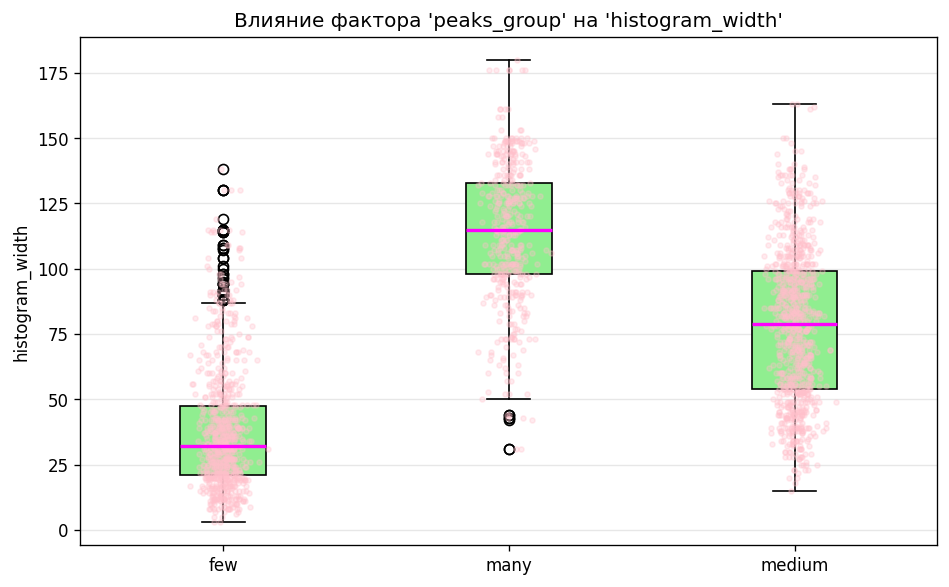 Влияние фактора 'peaks_group' на 'histogram_width'
histogram_width
175
150
125
100
75
50
25
0
few
many
medium